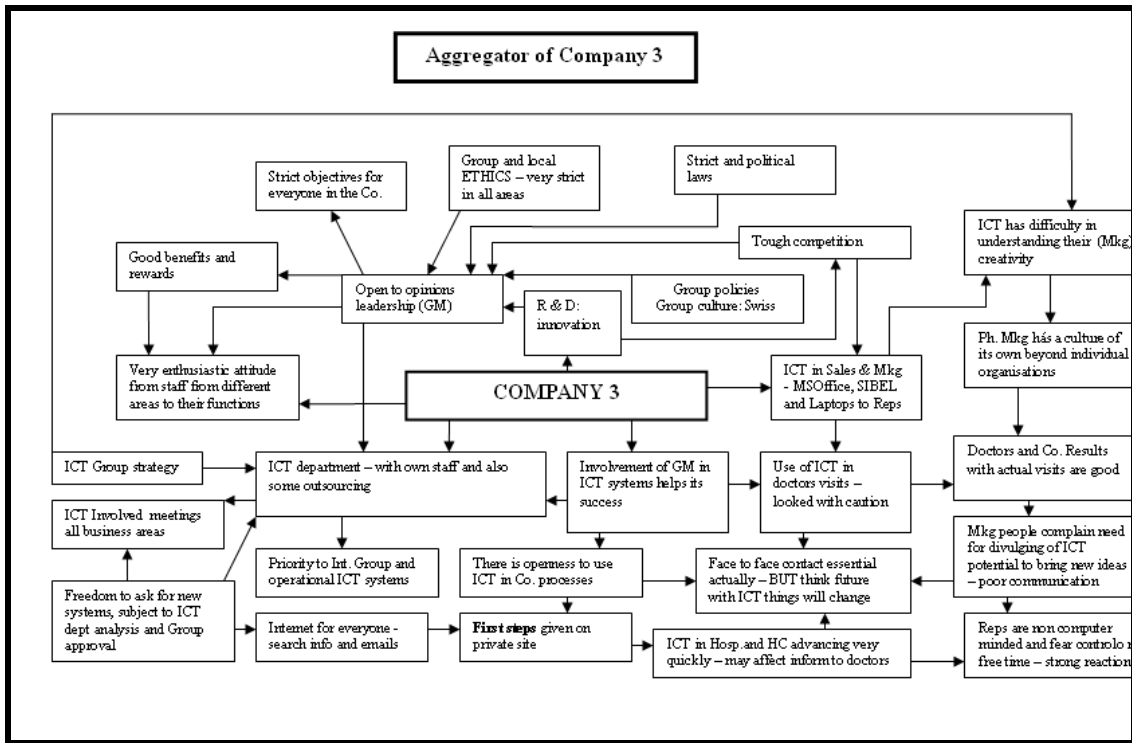 Aggregator of Company 3
Group and local
ETHICS – very strict
in all areas
Strict and political
laws
Strict objectives for
everyone in the Co.
ICT has difficulty in
understanding their (Mkg)
creativity
Tough competition
Good benefits and
rewards
Open to opinions
leadership (GM)
R & D:
innovation
Group policies
Group culture: Swiss
Ph. Mkg hás a culture of
its own beyond individual
organisations
Very enthusiastic attitude
from staff from different
areas to their functions
COMPANY 3
ICT in Sales & Mkg
- MSOffice, SIBEL
and Laptops to Reps
ICT Group strategy
ICT department – with own staff and also
some outsourcing
Involvement of GM in
ICT systems helps its
success
Use of ICT in
doctors visits –
looked with caution
Doctors and Co. Results
with actual visits are good
ICT Involved meetings
all business areas
Priority to Int. Group and
operational ICT systems
There is openness to use
ICT in Co. processes
Face to face contact essential
actually – BUT think future
with ICT things will change
Mkg people complain need
for divulging of ICT
potential to bring new ideas
– poor communication
Freedom to ask for new
systems, subject to ICT
dept analysis and Group
approval
Internet for everyone -
search info and emails
First steps given on
private site
ICT in Hosp.and HC advancing very
quickly – may affect inform to doctors
Reps are non computer
minded and fear controlo
free time – strong reaction